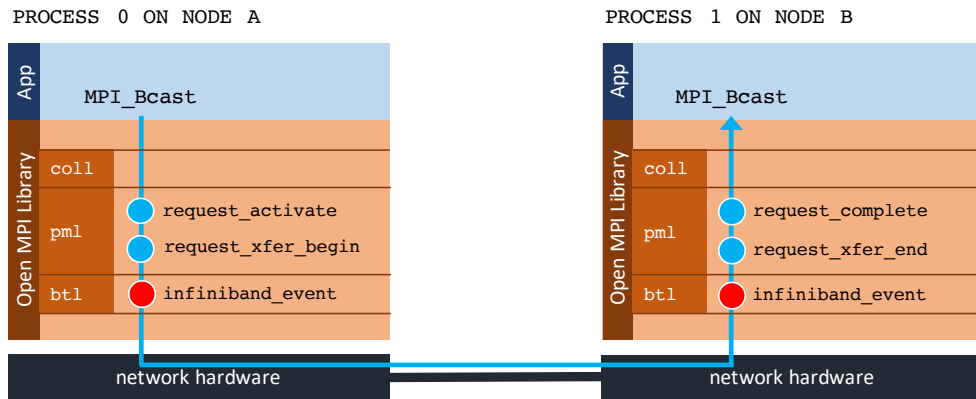 PROCESS 0 ON NODE A
App
MPI_Bcast
Open MPI Library
coll
pml
request_activate
request_xfer_begin
btl
infiniband_event
network hardware
PROCESS 1 ON NODE B
App
MPI_Bcast
Open MPI Library
coll
pml
request_complete
request_xfer_end
btl
infiniband_event
network hardware